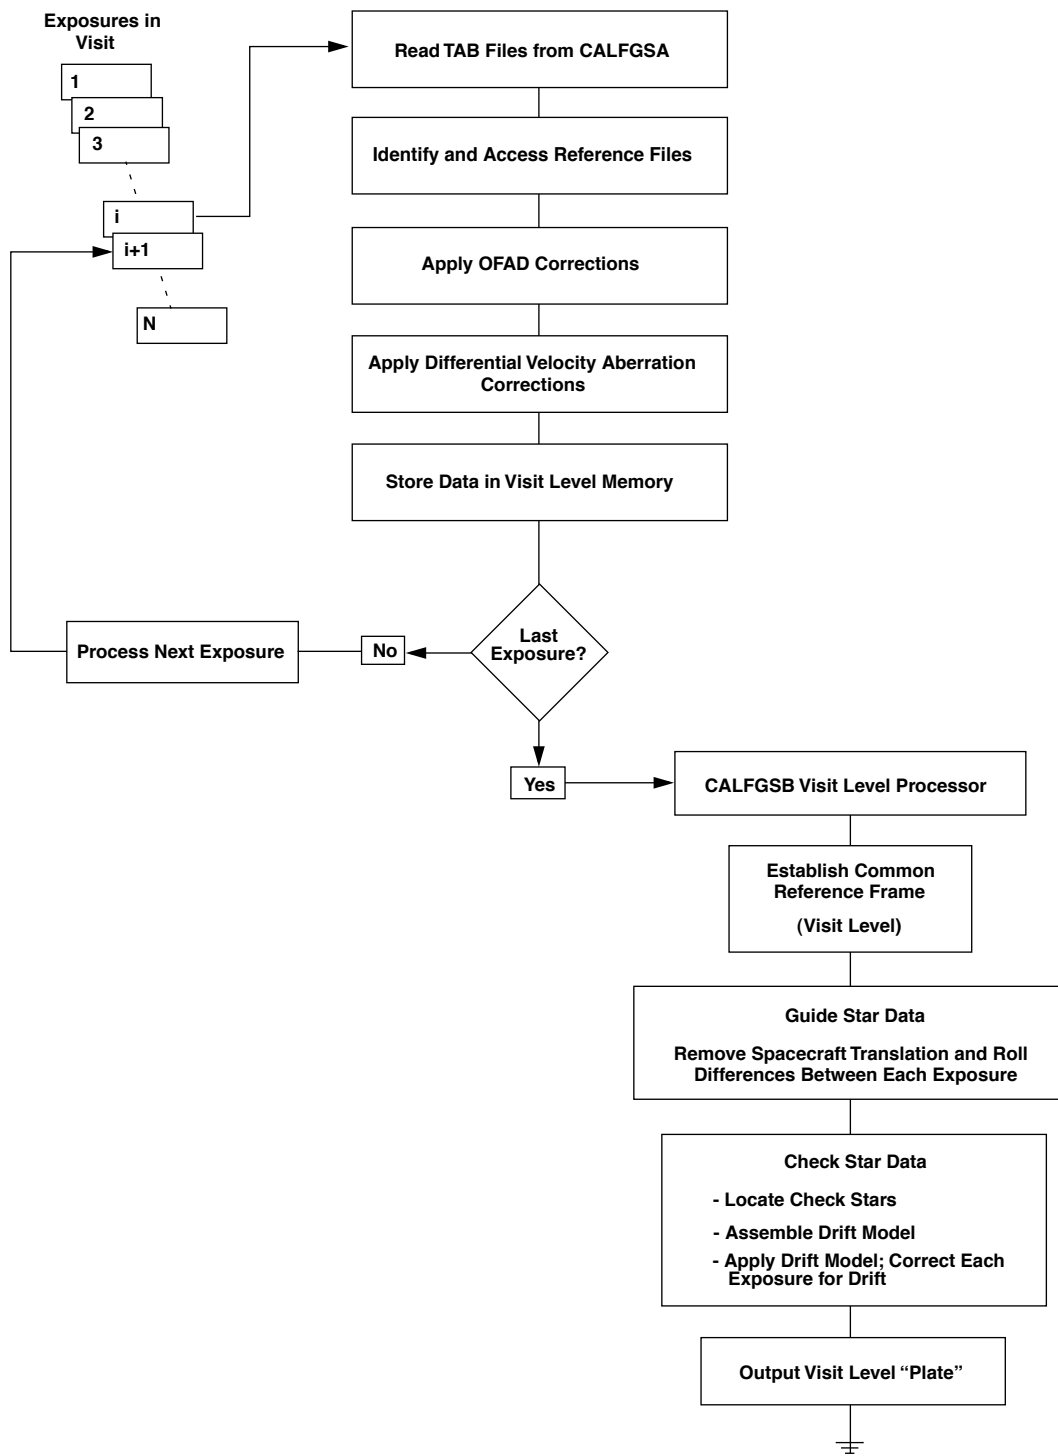 Exposures in
Visit
1
2
3
i
i+1
N
Read TAB Files from CALFGSA
Identify and Access Reference Files
Apply OFAD Corrections
Apply Differential Velocity Aberration
Corrections
Store Data in Visit Level Memory
Last
Exposure?
No
Process Next Exposure
Yes
CALFGSB Visit Level Processor
Establish Common
Reference Frame
(Visit Level)
Guide Star Data
Remove Spacecraft Translation and Roll
Differences Between Each Exposure
Check Star Data
- Locate Check Stars
- Assemble Drift Model
- Apply Drift Model; Correct Each
Exposure for Drift
Output Visit Level “Plate”